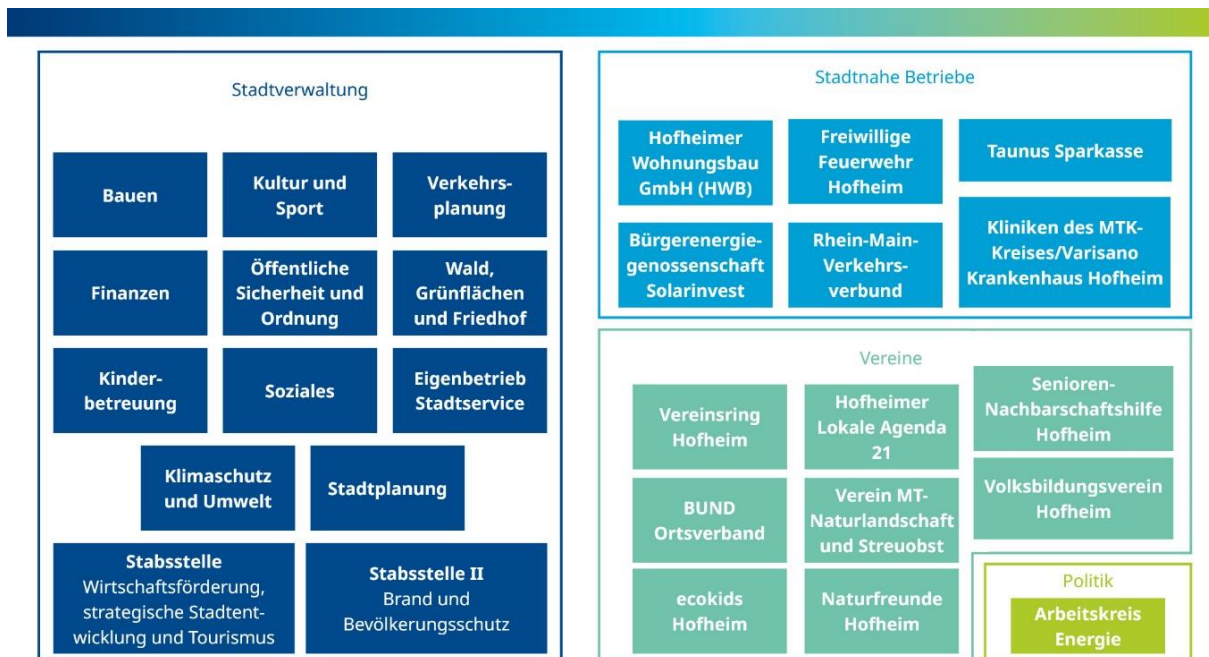 Stadtverwaltung
Bauen
Kultur und
Sport
Verkehrs-
planung
Finanzen
Öffentliche
Sicherheit und
Ordnung
Wald,
Grünflächen
und Friedhof
Kinder-
betreuung
Soziales
Eigenbetrieb
Stadtservice
Klimaschutz
und Umwelt
Stadtplanung
Stabsstelle
Wirtschaftsförderung,
strategische Stadtent-
wicklung und Tourismus
Stabsstelle II
Brand und
Bevölkerungsschutz
Stadtnahe Betriebe
Hofheimer
Wohnungsbau
GmbH (HWB)
Freiwillige
Feuerwehr
Hofheim
Taunus Sparkasse
Bürgerenergie-
genossenschaft
Solarinvest
Rhein-Main-
Verkehrs-
verbund
Kliniken des MTK-
Kreises/Varisano
Krankenhaus Hofheim
Vereine
Vereinsring
Hofheim
Hofheimer
Lokale Agenda
21
Senioren-
Nachbarschaftshilfe
Hofheim
BUND
Ortsverband
Verein MT-
Naturlandschaft
und Streuobst
Volksbildungsverein
Hofheim
ecokids
Hofheim
Naturfreunde
Hofheim
Politik
Arbeitskreis
Energie